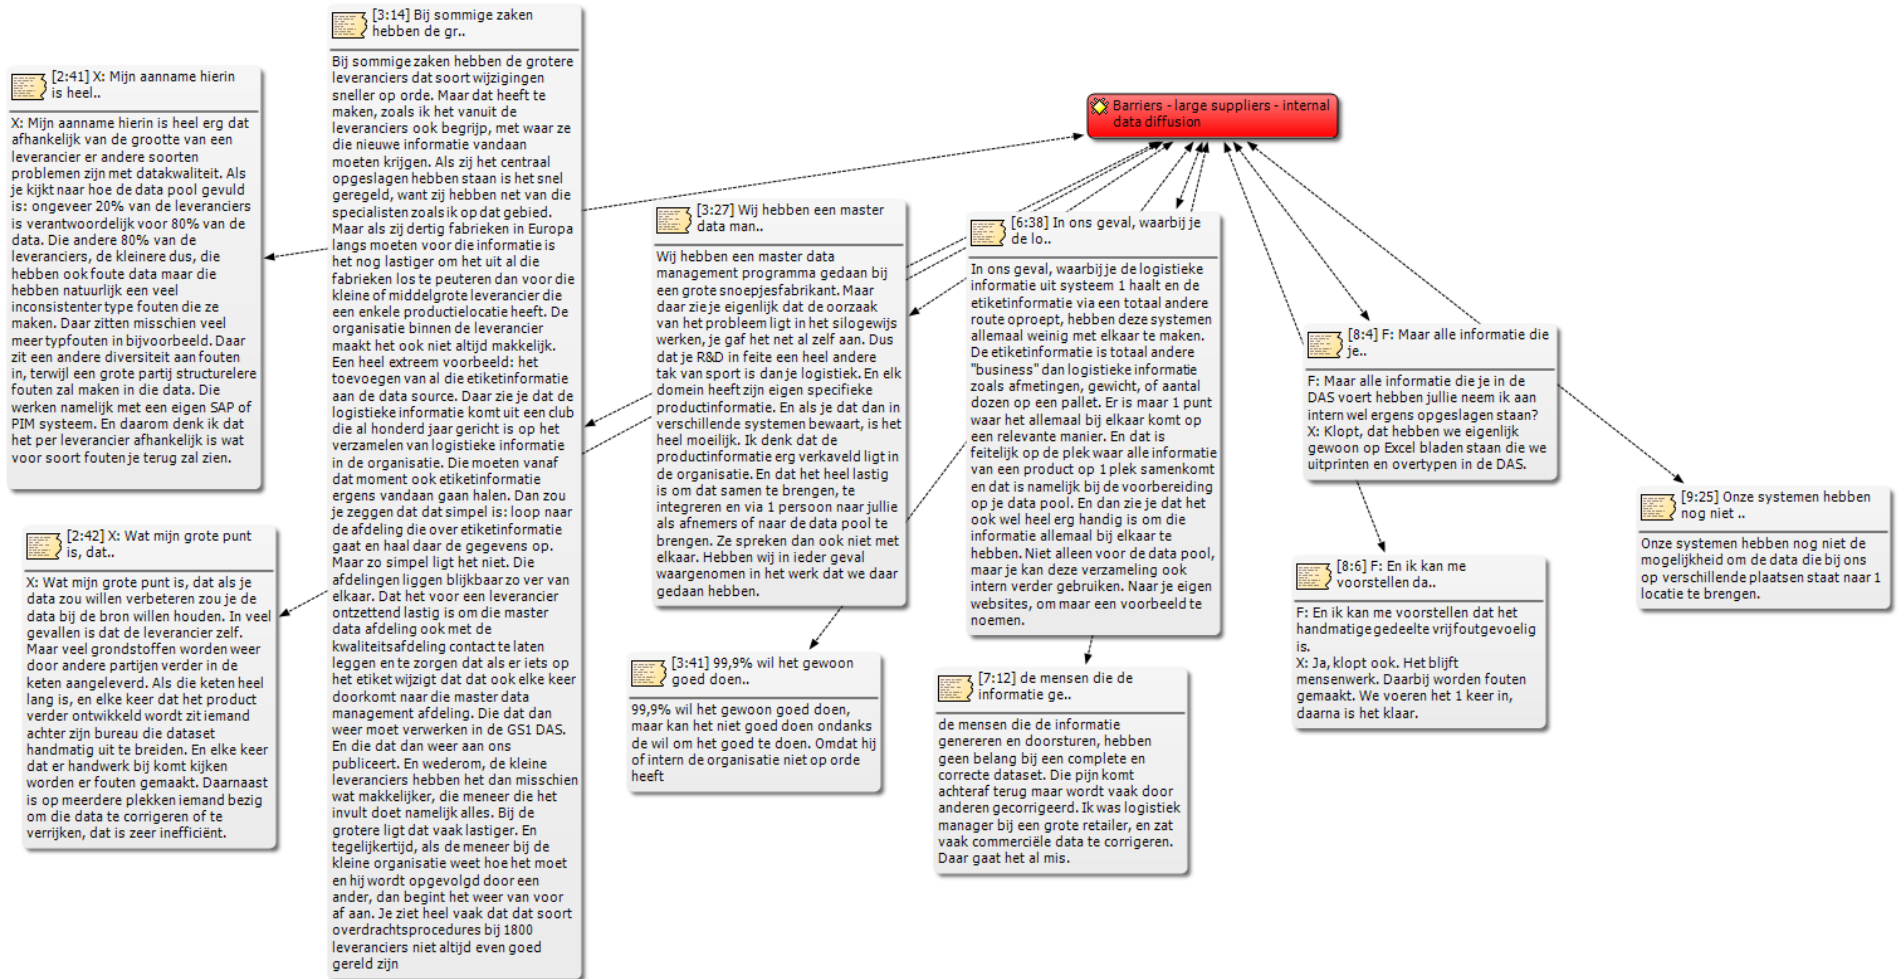 [2:41] X: Mijn aanname hierin
is heel..
X: Mijn aanname hierin is heel erg dat
afhankelijk van de grootte van een
leverancier er andere soorten
problemen zijn met datakwaliteit. Als
je kijkt naar hoe de data pool gevuld
is: ongeveer 20% van de leveranciers
is verantwoordelijk voor 80% van de
data. Die andere 80% van de
leveranciers, de kleinere dus, die
hebben ook foute data maar die
hebben natuurlijk een veel
inconsistenter type fouten die ze
maken. Daar zitten misschien veel
meer typfouten in bijvoorbeeld. Daar
zit een andere diversiteit aan fouten
in, terwijl een grote partij structurelere
fouten zal maken in die data. Die
werken namelijk met een eigen SAP of
PIM systeem. En daarom denk ik dat
het per leverancier afhankelijk is wat
voor soort fouten je terug zal zien.
[2:42] X: Wat mijn grote punt
is, dat..
X: Wat mijn grote punt is, dat als je
data zou willen verbeteren zou je de
data bij de bron willen houden. In veel
gevallen is dat de leverancier zelf.
Maar veel grondstoffen worden weer
door andere partijen verder in de
keten aangeleverd. Als die keten heel
lang is, en elke keer dat het product
verder ontwikkeld wordt zit iemand
achter zijn bureau die dataset
handmatig uit te breiden. En elke keer
dat er handwerk bij komt kijken
worden er fouten gemaakt. Daarnaast
is op meerdere plekken iemand bezig
om die data te corrigeren of te
verrijken, dat is zeer inefficiënt.
[3:14] Bij sommige zaken
hebben de gr..
Bij sommige zaken hebben de grotere
leveranciers dat soort wijzigingen
sneller op orde. Maar dat heeft te
maken, zoals ik het vanuit de
leveranciers ook begrijp, met waar ze
die nieuwe informatie vandaan
moeten krijgen. Als zij het centraal
opgeslagen hebben staan is het snel
geregeld, want zij hebben net van die
specialisten zoals ik op dat gebied.
Maar als zij dertig fabrieken in Europa
langs moeten voor die informatie is
het nog lastiger om het uit al die
fabrieken los te peuteren dan voor die
kleine of middelgrote leverancier die
een enkele productielocatie heeft. De
organisatie binnen de leverancier
maakt het ook niet altijd makkelijk.
Een heel extreem voorbeeld: het
toevoegen van al die etiketinformatie
aan de data source. Daar zie je dat de
logistieke informatie komt uit een club
die al honderd jaar gericht is op het
verzamelen van logistieke informatie
in de organisatie. Die moeten vanaf
dat moment ook etiketinformatie
ergens vandaan gaan halen. Dan zou
je zeggen dat dat simpel is: loop naar
de afdeling die over etiketinformatie
gaat en haal daar de gegevens op.
Maar zo simpel ligt het niet. Die
afdelingen liggen blijkbaar zo ver van
elkaar. Dat het voor een leverancier
ontzettend lastig is om die master
data afdeling ook met de
kwaliteitsafdeling contact te laten
leggen en te zorgen dat als er iets op
het etiket wijzigt dat dat ook elke keer
doorkomt naar die master data
management afdeling. Die dat dan
weer moet verwerken in de GS1 DAS.
En die dat dan weer aan ons
publiceert. En wederom, de kleine
leveranciers hebben het dan misschien
wat makkelijker, die meneer die het
invult doet namelijk alles. Bij de
grotere ligt dat vaak lastiger. En
tegelijkertijd, als de meneer bij de
kleine organisatie weet hoe het moet
en hij wordt opgevolgd door een
ander, dan begint het weer van voor
af aan. Je ziet heel vaak dat dat soort
overdrachtsprocedures bij 1800
leveranciers niet altijd even goed
gereld zijn
Barriers - large suppliers - internal
data diffusion
[3:27] Wij hebben een master
data man..
Wij hebben een master data
management programma gedaan bij
een grote snoepjesfabrikant. Maar
daar zie je eigenlijk dat de oorzaak
van het probleem ligt in het silogewijs
werken, je gaf het net al zelf aan. Dus
dat je R&D in feite een heel andere
tak van sport is dan je logistiek. En elk
domein heeft zijn eigen specifieke
productinformatie. En als je dat dan in
verschillende systemen bewaart, is het
heel moeilijk. Ik denk dat de
productinformatie erg verkaveld ligt in
de organisatie. En dat het heel lastig
is om dat samen te brengen, te
integreren en via 1 persoon naar jullie
als afnemers of naar de data pool te
brengen. Ze spreken dan ook niet met
elkaar. Hebben wij in ieder geval
waargenomen in het werk dat we daar
gedaan hebben.
[3:41] 99,9% wil het gewoon
goed doen..
99,9% wil het gewoon goed doen,
maar kan het niet goed doen ondanks
de wil om het goed te doen. Omdat hij
of intern de organisatie niet op orde
heeft
[6:38] In ons geval, waarbij je
de lo..
In ons geval, waarbij je de logistieke
informatie uit systeem 1 haalt en de
etiketinformatie via een totaal andere
route oproept, hebben deze systemen
allemaal weinig met elkaar te maken.
De etiketinformatie is totaal andere
"business" dan logistieke informatie
zoals afmetingen, gewicht, of aantal
dozen op een pallet. Er is maar 1 punt
waar het allemaal bij elkaar komt op
een relevante manier. En dat is
feitelijk op de plek waar alle informatie
van een product op 1 plek samenkomt
en dat is namelijk bij de voorbereiding
op je data pool. En dan zie je dat het
ook wel heel erg handig is om die
informatie allemaal bij elkaar te
hebben. Niet alleen voor de data pool,
maar je kan deze verzameling ook
intern verder gebruiken. Naar je eigen
websites, om maar een voorbeeld te
noemen.
[7:12] de mensen die de
informatie ge..
de mensen die de informatie
genereren en doorsturen, hebben
geen belang bij een complete en
correcte dataset. Die pijn komt
achteraf terug maar wordt vaak door
anderen gecorrigeerd. Ik was logistiek
manager bij een grote retailer, en zat
vaak commerciële data te corrigeren.
Daar gaat het al mis.
[8:4] F: Maar alle informatie die
je..
F: Maar alle informatie die je in de
DAS voert hebben jullie neem ik aan
intern wel ergens opgeslagen staan?
X: Klopt, dat hebben we eigenlijk
gewoon op Excel bladen staan die we
uitprinten en overtypen in de DAS.
[8:6] F: En ik kan me
voorstellen da..
F: En ik kan me voorstellen dat het
handmatige gedeelte vrij foutgevoelig
is.
X: Ja, klopt ook. Het blijft
mensenwerk. Daarbij worden fouten
gemaakt. We voeren het 1 keer in,
daarna is het klaar.
[9:25] Onze systemen hebben
nog niet ..
Onze systemen hebben nog niet de
mogelijkheid om de data die bij ons
op verschillende plaatsen staat naar 1
locatie te brengen.